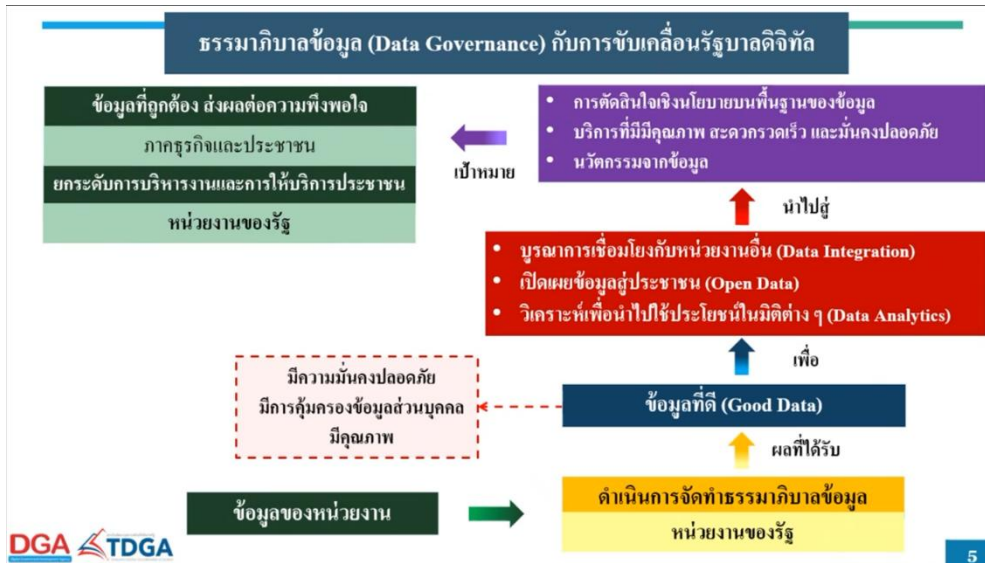 ธรรมาภิบาลข้อมูล (Data Governance) กับการขับเคลื่อนรัฐบาลดิจิทัล
ข้อมูลที่ถูกต้อง ส่งผลต่อความพึงพอใจ
ภาคธุรกิจและประชาชน
ยกระดับการบริหารงานและการให้บริการประชาชน
หน่วยงานของรัฐ
เป้าหมาย
• การตัดสินใจเชิงนโยบายบนพื้นฐานของข้อมูล
• บริการที่มีมีคุณภาพ สะดวกรวดเร็ว และมั่นคงปลอดภัย
• นวัตกรรมจากข้อมูล
นำไปสู่
• บูรณาการเชื่อมโยงกับหน่วยงานอื่น (Data Integration)
• เปิดเผยข้อมูลสู่ประชาชน (Open Data)
• วิเคราะห์เพื่อนำไปใช้ประโยชน์ในมิติต่าง ๆ (Data Analytics)
เพื่อ
มีความมั่นคงปลอดภัย
มีการคุ้มครองข้อมูลส่วนบุคคล
มีคุณภาพ
ข้อมูลที่ดี (Good Data)
ผลที่ได้รับ
ข้อมูลของหน่วยงาน
ดำเนินการจัดทำธรรมาภิบาลข้อมูล
หน่วยงานของรัฐ
DGA TDGA
5